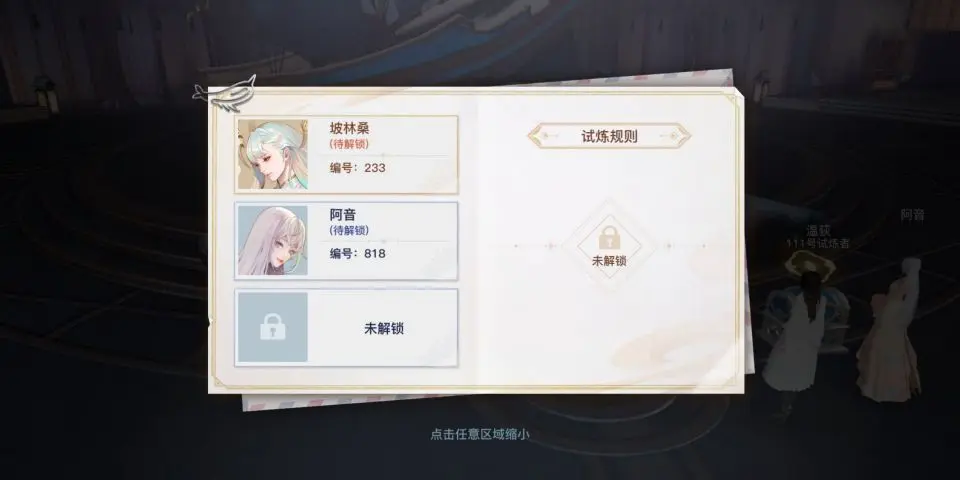 坡林桑
(待解锁)
编号：233
阿音
(待解锁)
编号：818
未解锁
试炼规则
未解锁
温荻
111号试炼者
阿音
点击任意区域缩小